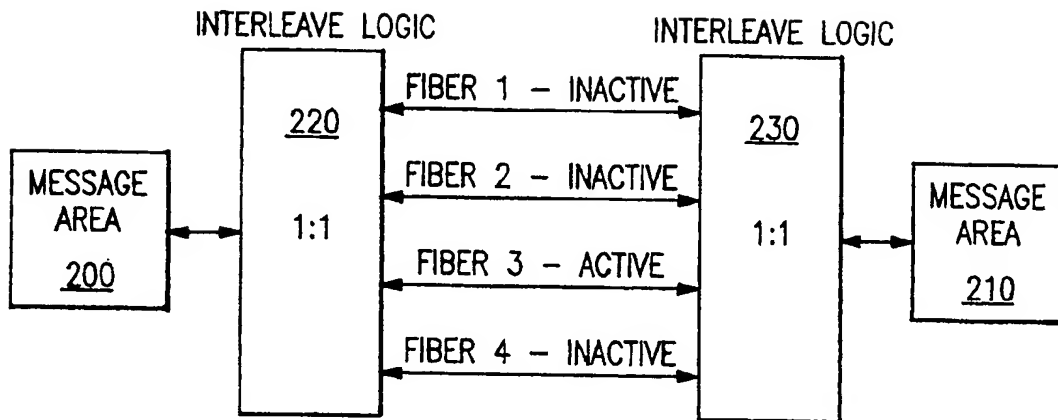 INTERLEAVE LOGIC
INTERLEAVE LOGIC
FIBER 1 - INACTIVE
220
230
FIBER 2 - INACTIVE
MESSAGE
AREA
200
1:1
1:1
MESSAGE
AREA
210
FIBER 3 - ACTIVE
FIBER 4 - INACTIVE